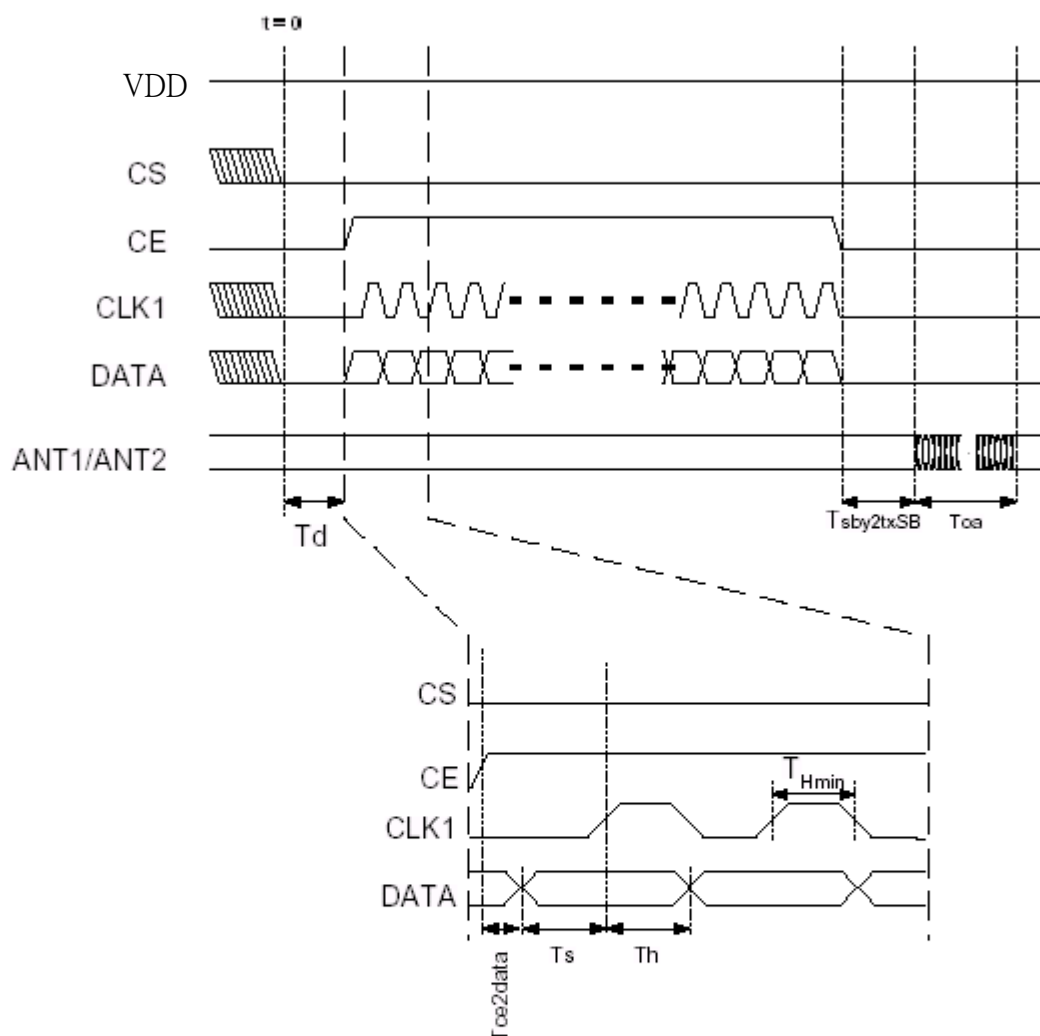 t = 0
VDD
CS
CE
CLK1
DATA
ANT1/ANT2
Td
Tsby2txSB
Toa
CS
CE
THmin
CLK1
DATA
Tce2data
Ts
Th